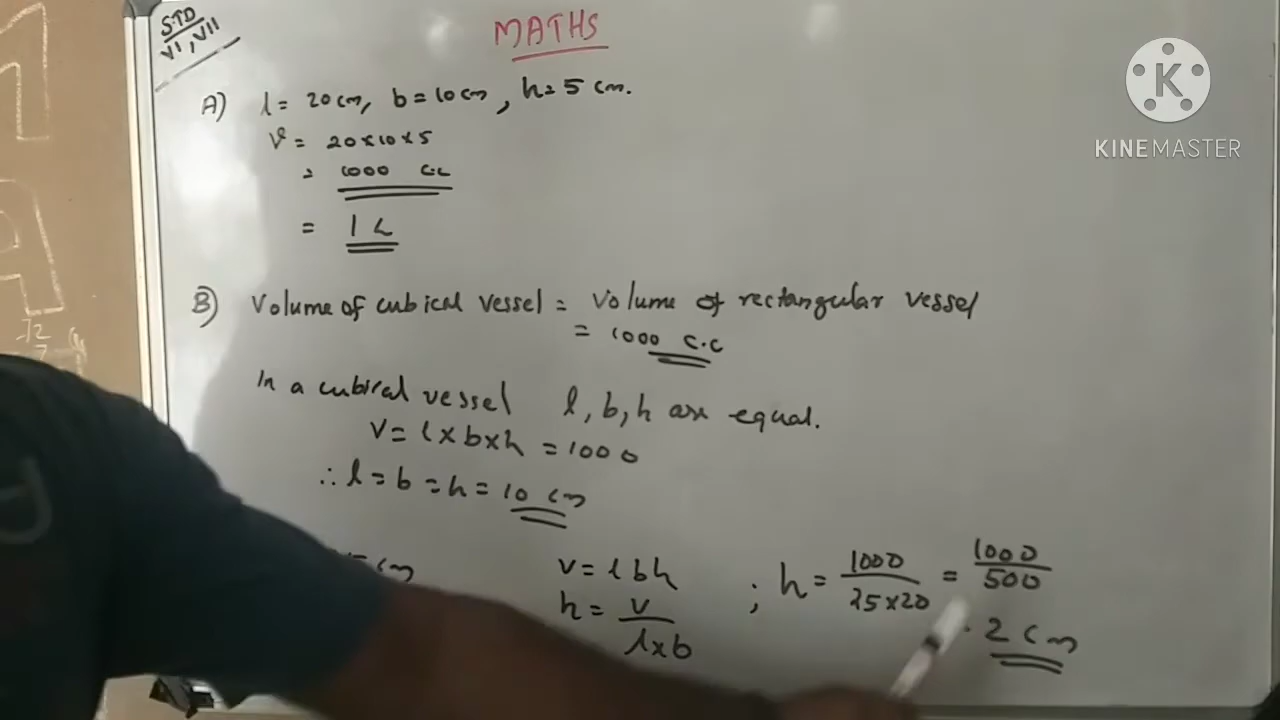 STD
VI, VII
MATHS
A) l = 20 cm, b = 10 cm, h = 5 cm.
V = 20×10×5
= 1000 c.c
= 1 L
B) Volume of cubical vessel = Volume of rectangular vessel
= 1000 c.c
In a cubical vessel l, b, h are equal.
V = l × b × h = 1000
∴ l = b = h = 10 cm
5 cm
V = l b h
h = V / l×b
; h = 1000 / 25×20 = 1000 / 500
2 cm
K
KINEMASTER